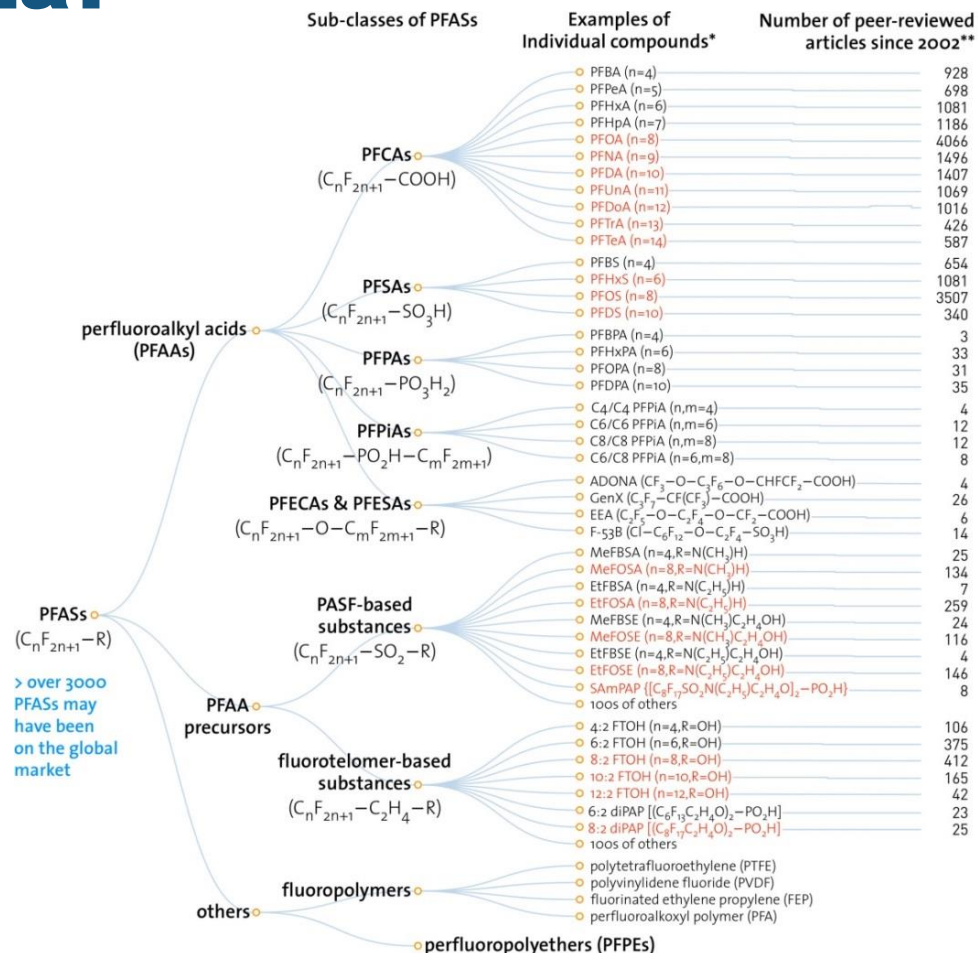 Sub-classes of PFASs
Examples of
Individual compounds*
Number of peer-reviewed
articles since 2002**
PFCAs
(CₙF₂ₙ₊₁–COOH)
PFBA (n=4) 928
PFPeA (n=5) 698
PFHxA (n=6) 1081
PFHpA (n=7) 1186
PFOA (n=8) 4066
PFNA (n=9) 1496
PFDA (n=10) 1407
PFUnA (n=11) 1069
PFDoA (n=12) 1016
PFTrA (n=13) 426
PFTeA (n=14) 587
perfluoroalkyl acids
(PFAAs)
PFSAs
(CₙF₂ₙ₊₁–SO₃H)
PFBS (n=4) 654
PFHxS (n=6) 1081
PFOS (n=8) 3507
PFDS (n=10) 340
PFPAs
(CₙF₂ₙ₊₁–PO₃H₂)
PFBPA (n=4) 3
PFHxPA (n=6) 33
PFOPA (n=8) 31
PFDPA (n=10) 35
PFPiAs
(CₙF₂ₙ₊₁–PO₂H–CₘF₂ₘ₊₁)
C4/C4 PFPiA (n,m=4) 4
C6/C6 PFPiA (n,m=6) 12
C8/C8 PFPiA (n,m=8) 12
C6/C8 PFPiA (n=6,m=8) 8
PFECAs & PFESAs
(CₙF₂ₙ₊₁–O–CₘF₂ₘ₊₁–R)
ADONA (CF₃–O–C₃F₆–O–CHFCF₂–COOH) 4
GenX (C₃F₇–CF(CF₃)–COOH) 26
EEA (C₂F₅–O–C₂F₄–O–CF₂–COOH) 6
F-53B (Cl–C₆F₁₂–O–C₂F₄–SO₃H) 14
PFASs
(CₙF₂ₙ₊₁–R)
> over 3000
PFASs may
have been
on the global
market
PFAA
precursors
PASF-based
substances
(CₙF₂ₙ₊₁–SO₂–R)
MeFBSA (n=4,R=N(CH₃)H) 25
MeFOSA (n=8,R=N(CH₃)H) 134
EtFBSA (n=4,R=N(C₂H₅)H) 7
EtFOSA (n=8,R=N(C₂H₅)H) 259
MeFBSE (n=4,R=N(CH₃)C₂H₄OH) 24
MeFOSE (n=8,R=N(CH₃)C₂H₄OH) 116
EtFBSE (n=4,R=N(C₂H₅)C₂H₄OH) 4
EtFOSE (n=8,R=N(C₂H₅)C₂H₄OH) 146
SAmPAP {[C₈F₁₇SO₂N(C₂H₅)C₂H₄O]₂–PO₂H} 8
100s of others
fluorotelomer-based
substances
(CₙF₂ₙ₊₁–C₂H₄–R)
4:2 FTOH (n=4,R=OH) 106
6:2 FTOH (n=6,R=OH) 375
8:2 FTOH (n=8,R=OH) 412
10:2 FTOH (n=10,R=OH) 165
12:2 FTOH (n=12,R=OH) 42
6:2 diPAP [(C₆F₁₃C₂H₄O)₂–PO₂H] 23
8:2 diPAP [(C₈F₁₇C₂H₄O)₂–PO₂H] 25
100s of others
others
fluoropolymers
polytetrafluoroethylene (PTFE)
polyvinylidene fluoride (PVDF)
fluorinated ethylene propylene (FEP)
perfluoroalkoxyl polymer (PFA)
perfluoropolyethers (PFPEs)